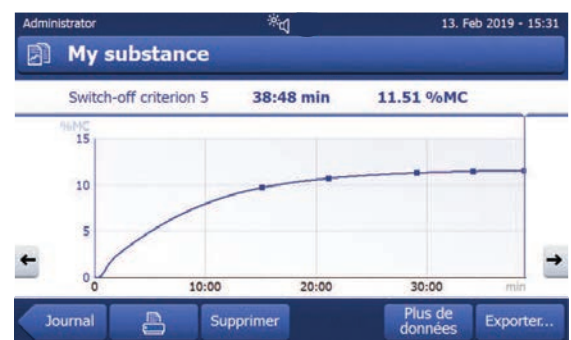 Administrator 13. Feb 2019 - 15:31
My substance
Switch-off criterion 5 38:48 min 11.51 %MC
%MC
15
10
5
0
0 10:00 20:00 30:00 min
Journal Supprimer Plus de données Exporter...